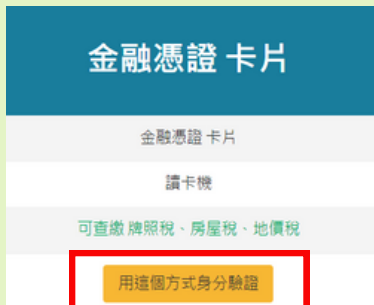 金融憑證 卡片
金融憑證 卡片
讀卡機
可查繳 牌照稅、房屋稅、地價稅
用這個方式身分驗證